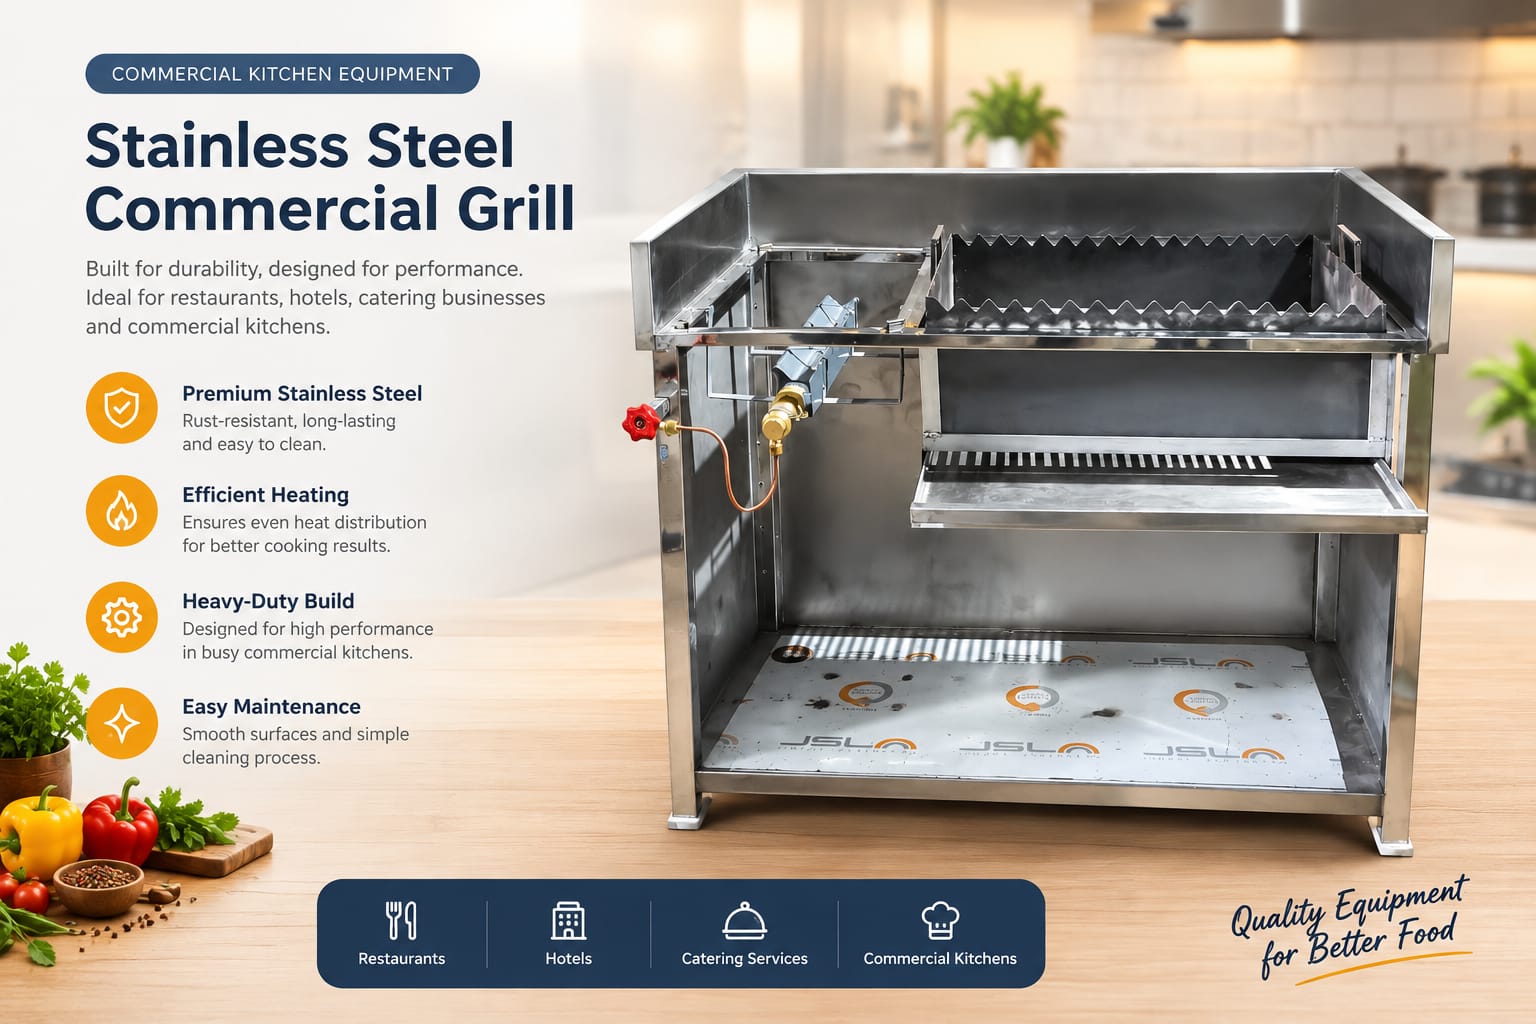 COMMERCIAL KITCHEN EQUIPMENT
Stainless Steel
Commercial Grill
Built for durability, designed for performance.
Ideal for restaurants, hotels, catering businesses
and commercial kitchens.
Premium Stainless Steel
Rust-resistant, long-lasting
and easy to clean.
Efficient Heating
Ensures even heat distribution
for better cooking results.
Heavy-Duty Build
Designed for high performance
in busy commercial kitchens.
Easy Maintenance
Smooth surfaces and simple
cleaning process.
JSL
JSL
JSL
JSL
Restaurants
Hotels
Catering Services
Commercial Kitchens
Quality Equipment
for Better Food